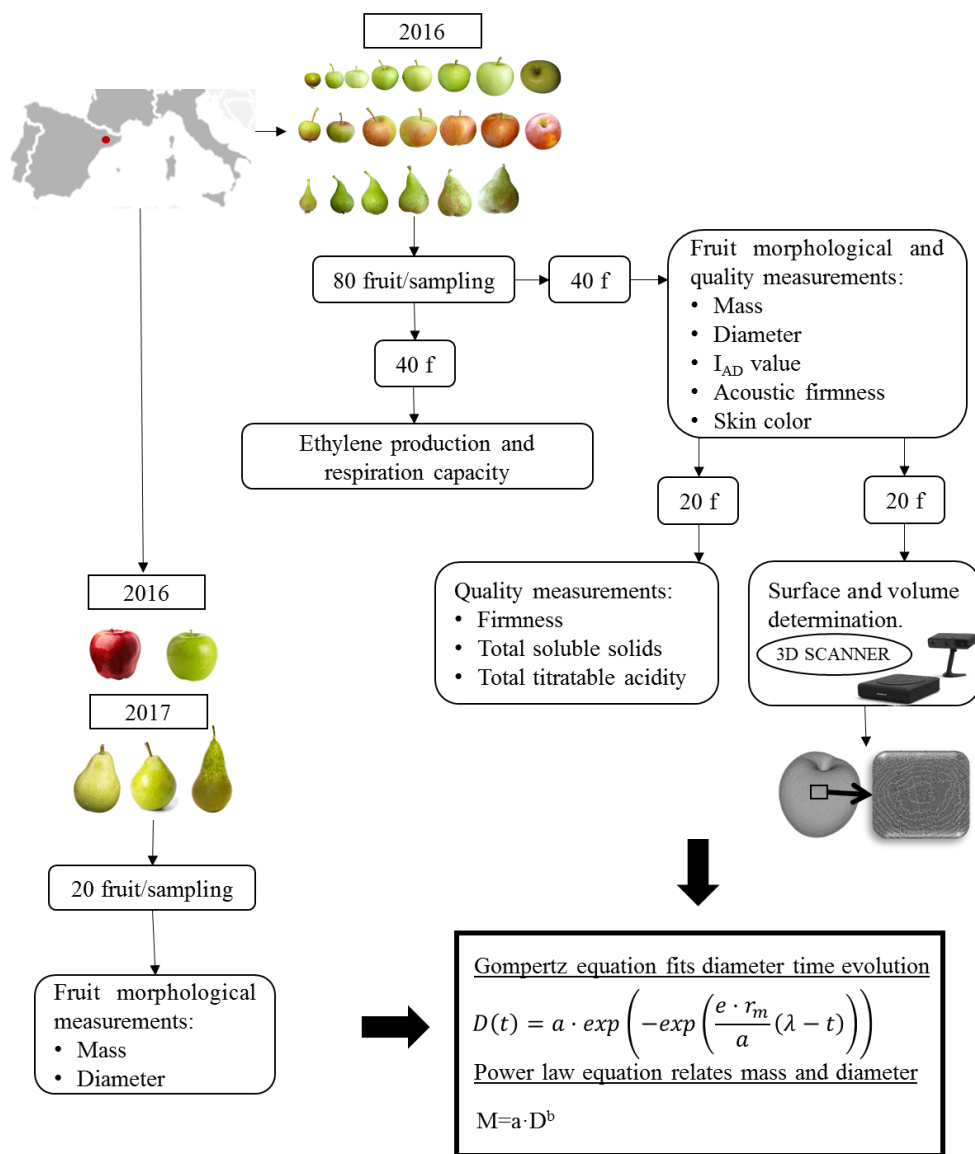 2016
80 fruit/sampling
40 f
40 f
Ethylene production and
respiration capacity
Fruit morphological and
quality measurements:
• Mass
• Diameter
• I_AD value
• Acoustic firmness
• Skin color
20 f
20 f
Quality measurements:
• Firmness
• Total soluble solids
• Total titratable acidity
Surface and volume
determination.
3D SCANNER
2016
2017
20 fruit/sampling
Fruit morphological
measurements:
• Mass
• Diameter
Gompertz equation fits diameter time evolution
D(t) = a · exp(−exp((e · r_m / a)(λ − t)))
Power law equation relates mass and diameter
M=a·D^b